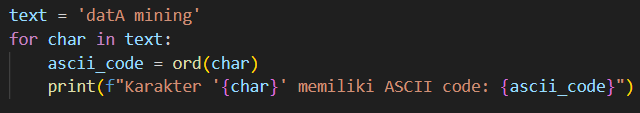 text = 'datA mining'
for char in text:
    ascii_code = ord(char)
    print(f"Karakter '{char}' memiliki ASCII code: {ascii_code}")